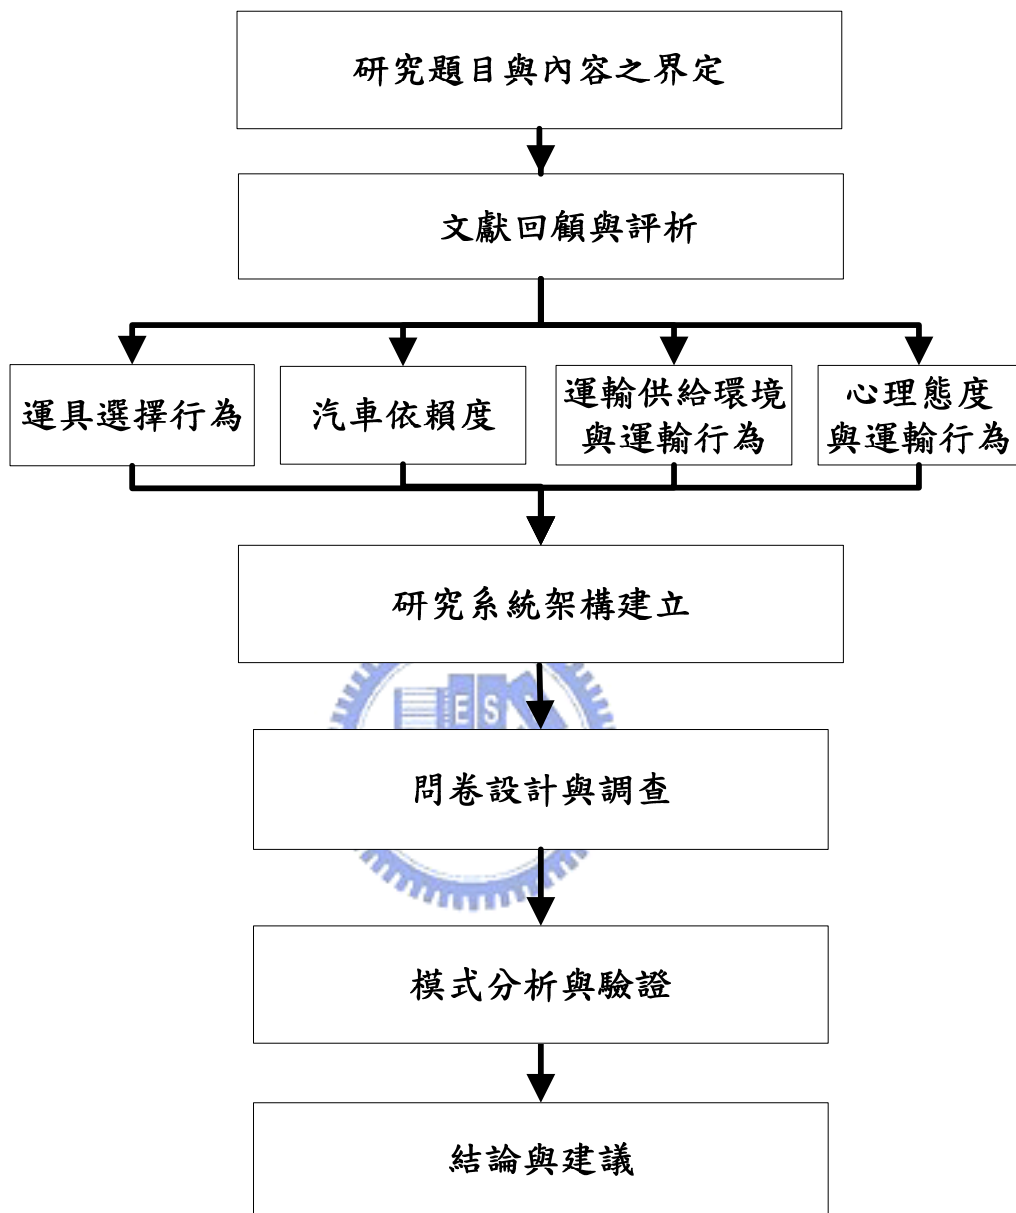 研究題目與內容之界定
文獻回顧與評析
運具選擇行為
汽車依賴度
運輸供給環境
與運輸行為
心理態度
與運輸行為
研究系統架構建立
ES
問卷設計與調查
模式分析與驗證
結論與建議